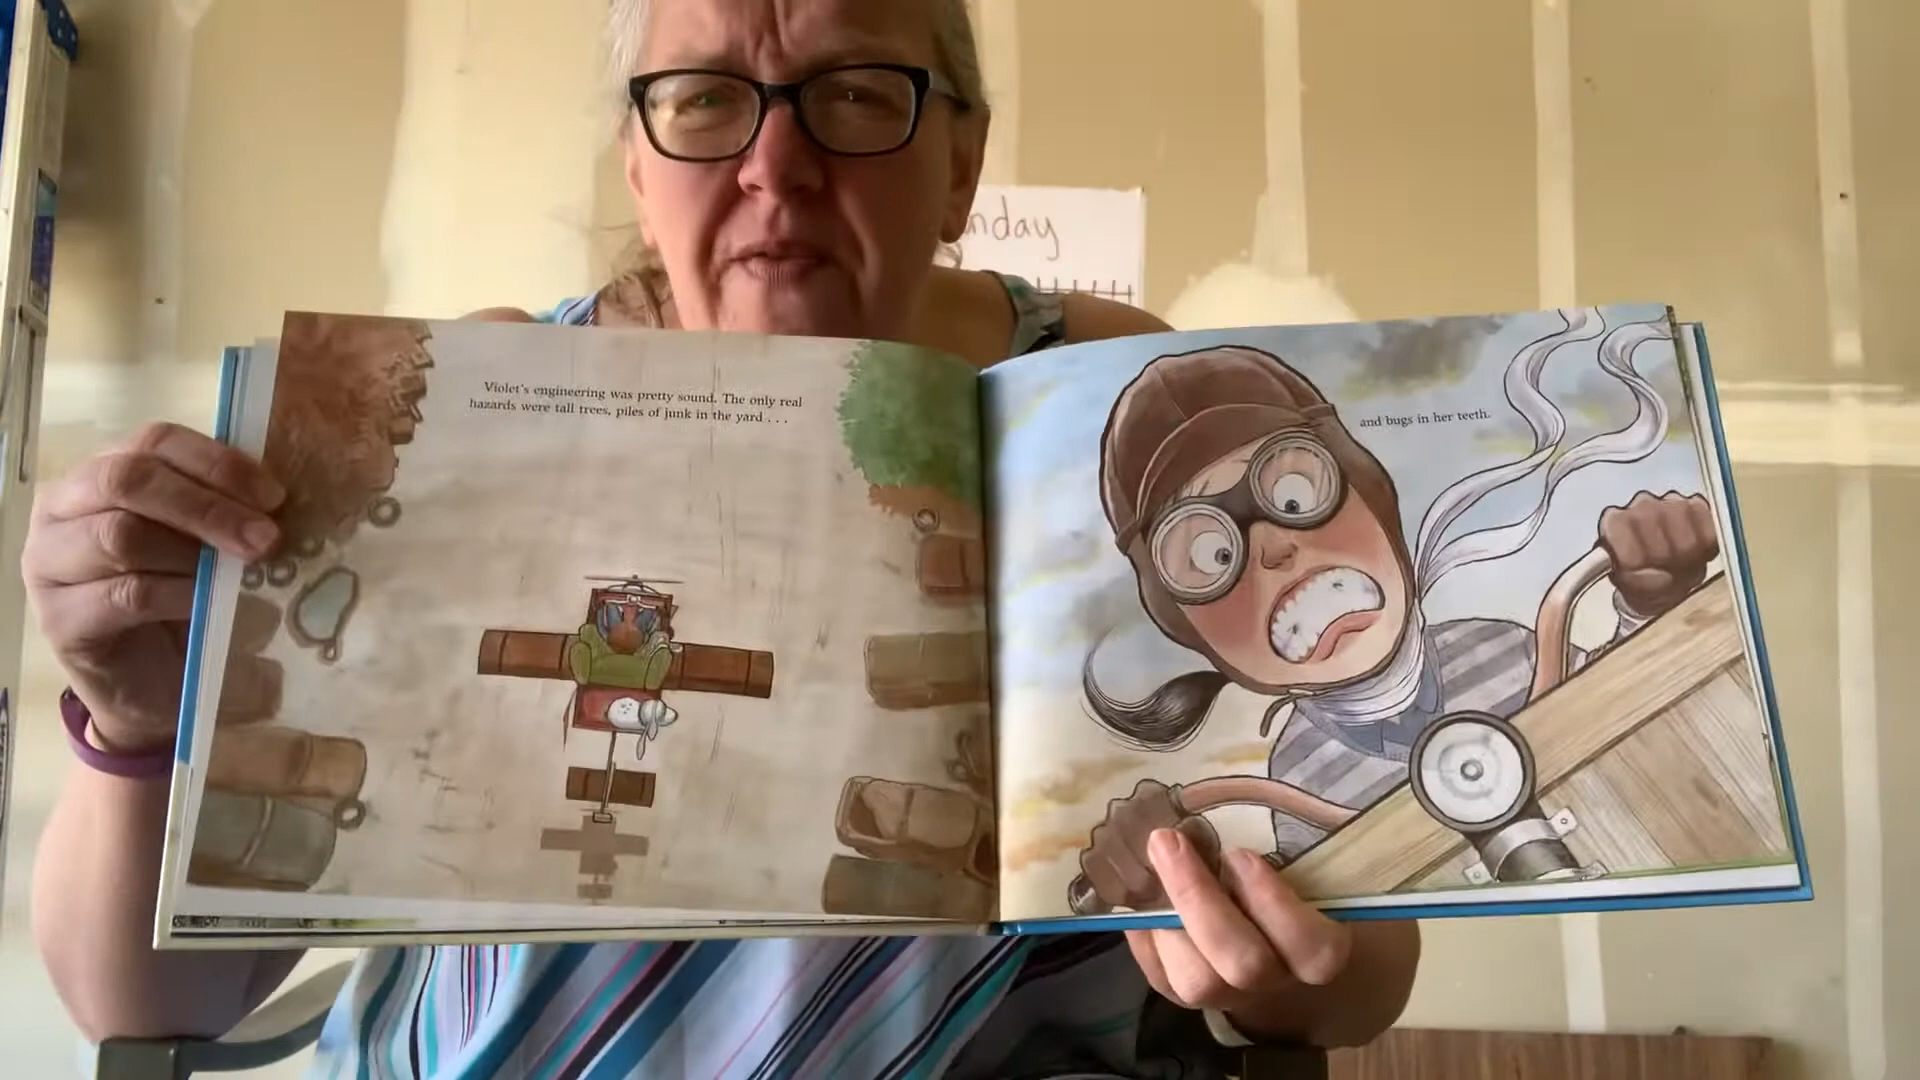 nday
Violet's engineering was pretty sound. The only real
hazards were tall trees, piles of junk in the yard . . .
and bugs in her teeth.